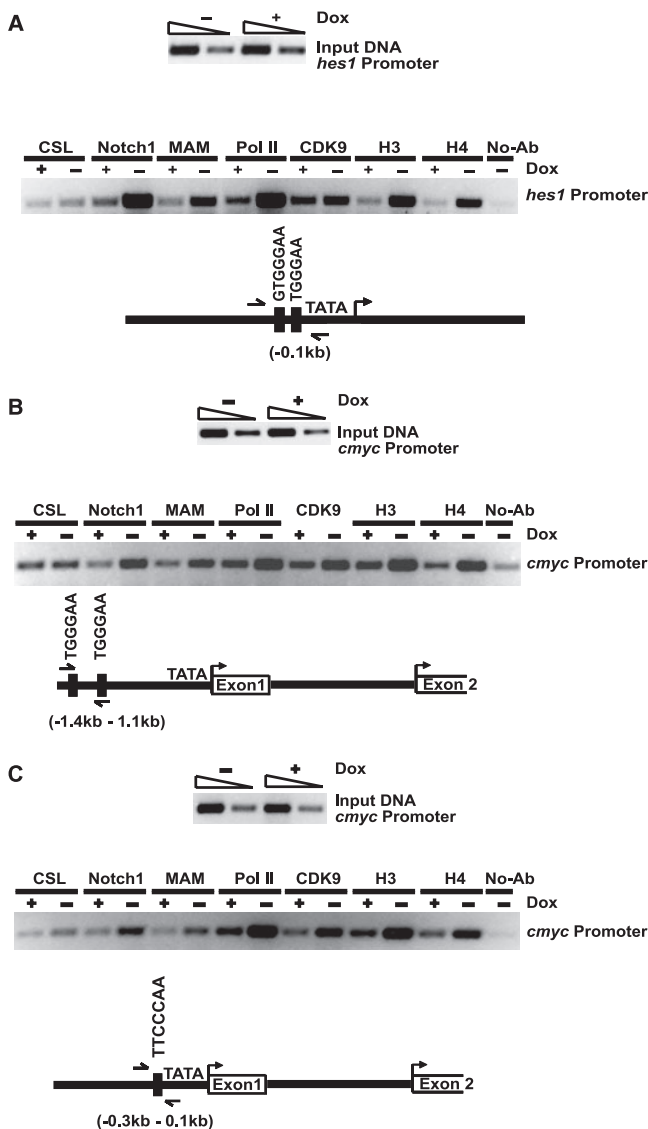 A
− + Dox
Input DNA
hes1 Promoter
CSL Notch1 MAM Pol II CDK9 H3 H4 No-Ab
+ − + − + − + − + − + − + − − Dox
hes1 Promoter
GTGGGAA
TGGGAA
TATA
(-0.1kb)
B
− + Dox
Input DNA
cmyc Promoter
CSL Notch1 MAM Pol II CDK9 H3 H4 No-Ab
+ − + − + − + − + − + − + − − Dox
cmyc Promoter
TGGGAA
TGGGAA
TATA
Exon1
Exon 2
(-1.4kb - 1.1kb)
C
− + Dox
Input DNA
cmyc Promoter
CSL Notch1 MAM Pol II CDK9 H3 H4 No-Ab
+ − + − + − + − + − + − + − − Dox
cmyc Promoter
TTCCCAA
TATA
Exon1
Exon 2
(-0.3kb - 0.1kb)